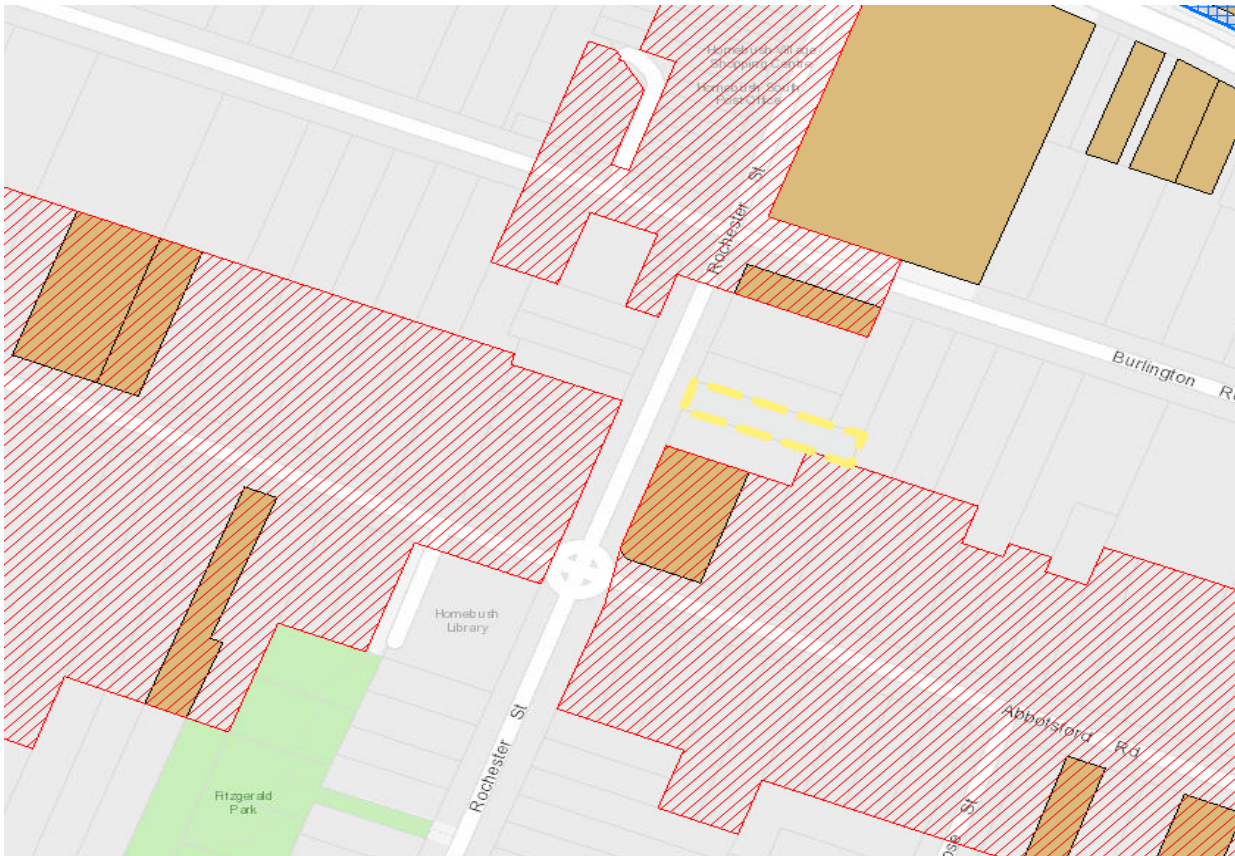 Homebush Village
Shopping Centre
Homebush South
Post Office
Rochester St
Burlington
Homebush
Library
Abbotsford Rd
Rochester St
Fitzgerald
Park
St